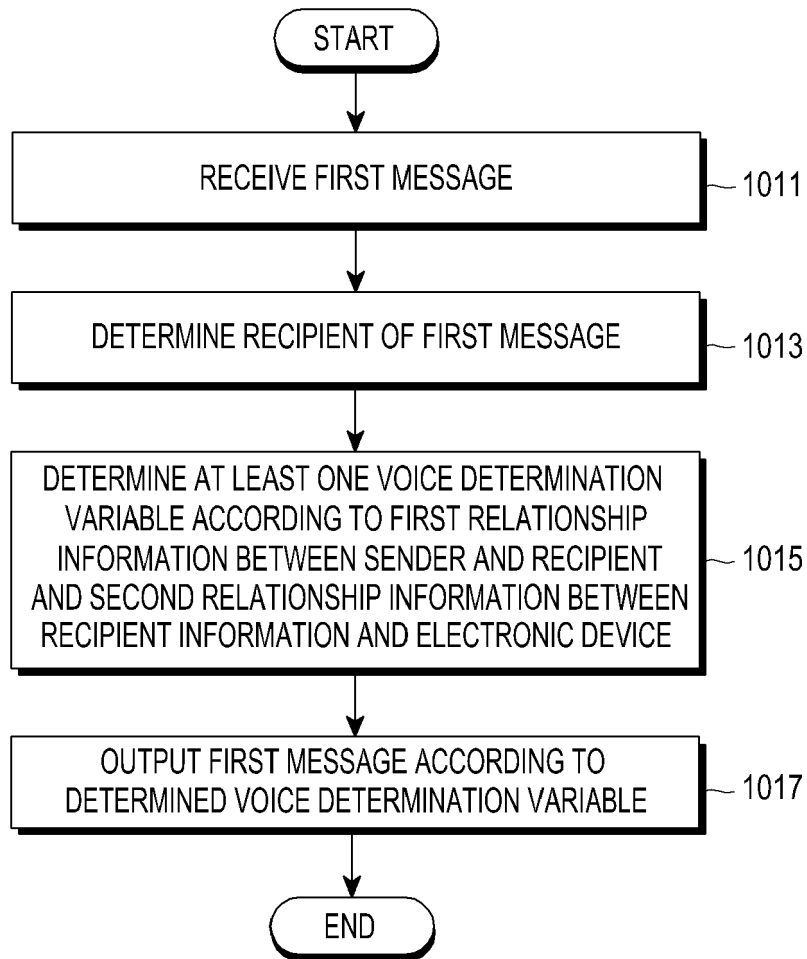 START
RECEIVE FIRST MESSAGE
1011
DETERMINE RECIPIENT OF FIRST MESSAGE
1013
DETERMINE AT LEAST ONE VOICE DETERMINATION
VARIABLE ACCORDING TO FIRST RELATIONSHIP
INFORMATION BETWEEN SENDER AND RECIPIENT
AND SECOND RELATIONSHIP INFORMATION BETWEEN
RECIPIENT INFORMATION AND ELECTRONIC DEVICE
1015
OUTPUT FIRST MESSAGE ACCORDING TO
DETERMINED VOICE DETERMINATION VARIABLE
1017
END